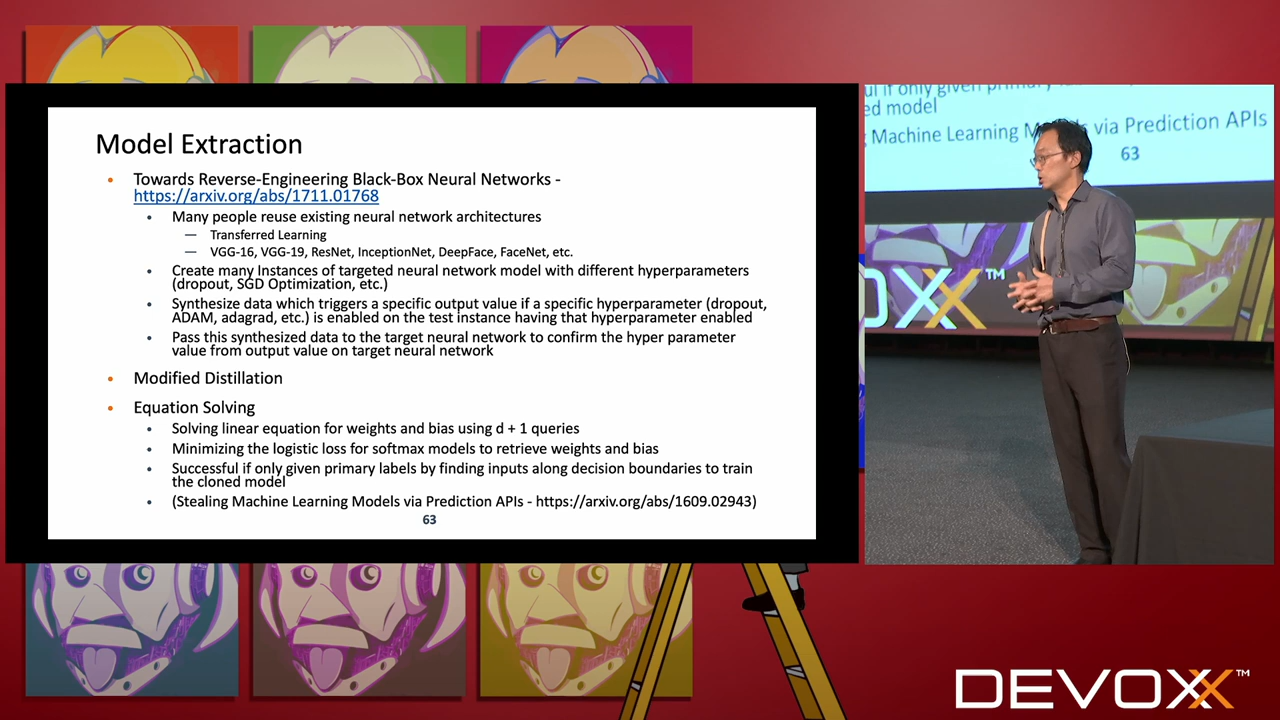 Model Extraction
• Towards Reverse-Engineering Black-Box Neural Networks -
https://arxiv.org/abs/1711.01768
• Many people reuse existing neural network architectures
— Transferred Learning
— VGG-16, VGG-19, ResNet, InceptionNet, DeepFace, FaceNet, etc.
• Create many Instances of targeted neural network model with different hyperparameters
(dropout, SGD Optimization, etc.)
• Synthesize data which triggers a specific output value if a specific hyperparameter (dropout,
ADAM, adagrad, etc.) is enabled on the test instance having that hyperparameter enabled
• Pass this synthesized data to the target neural network to confirm the hyper parameter
value from output value on target neural network
• Modified Distillation
• Equation Solving
• Solving linear equation for weights and bias using d + 1 queries
• Minimizing the logistic loss for softmax models to retrieve weights and bias
• Successful if only given primary labels by finding inputs along decision boundaries to train
the cloned model
• (Stealing Machine Learning Models via Prediction APIs - https://arxiv.org/abs/1609.02943)
63
if only given
model
Machine Learning via Prediction APIs
63
OXX™
DEVOXX™